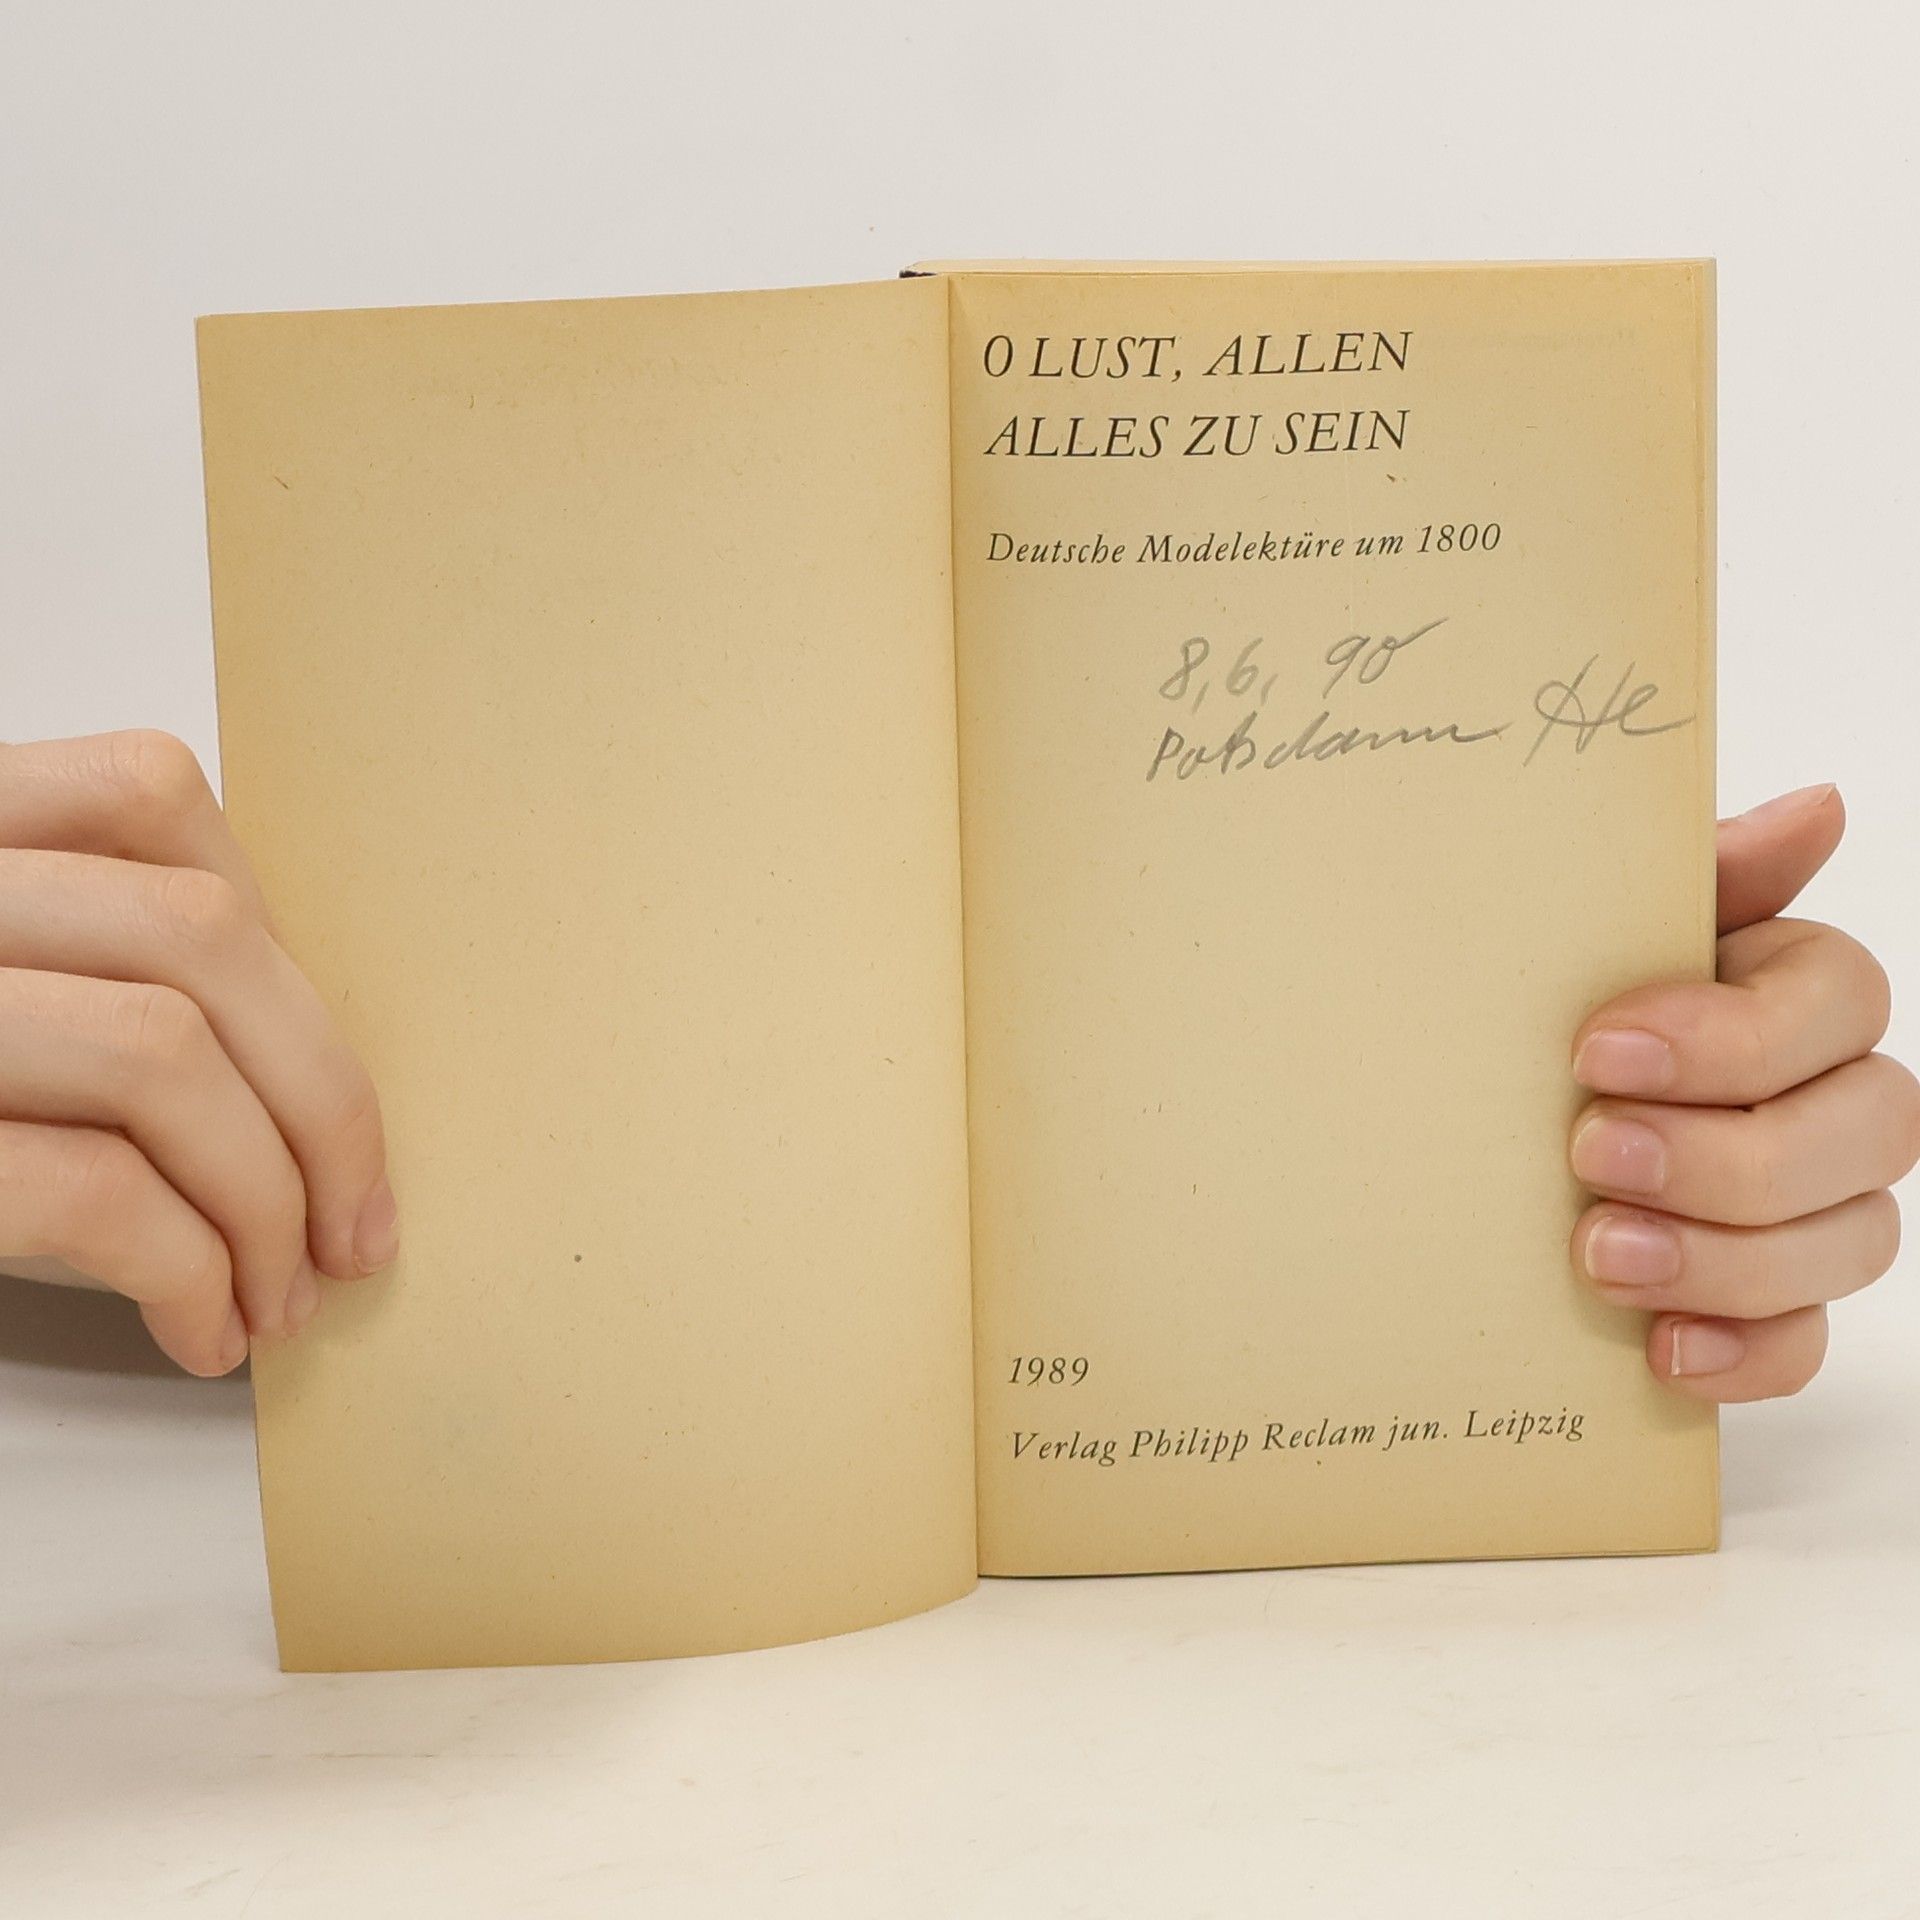 O LUST, ALLEN
ALLES ZU SEIN
Deutsche Modelektüre um 1800
8,6, 90
Potsdam He
1989
Verlag Philipp Reclam jun. Leipzig